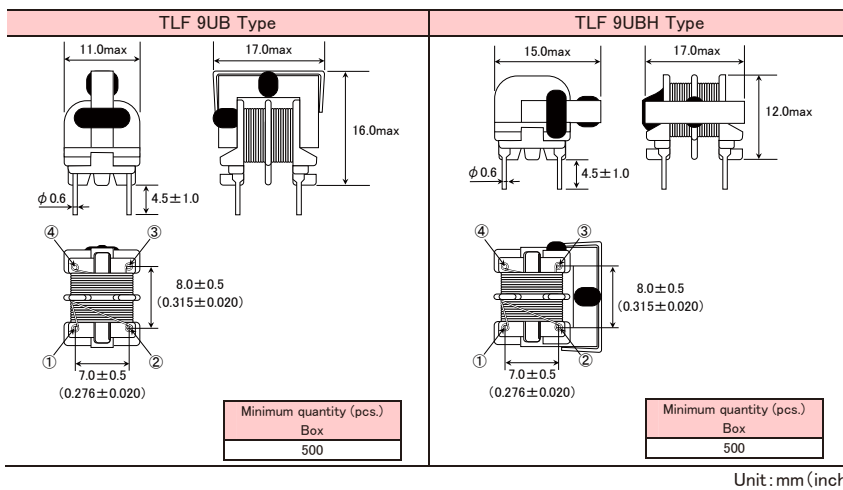 TLF 9UB Type
11.0max
17.0max
16.0max
φ0.6
4.5±1.0
④
③
8.0±0.5
(0.315±0.020)
①
②
7.0±0.5
(0.276±0.020)
Minimum quantity (pcs.)
Box
500
TLF 9UBH Type
15.0max
17.0max
12.0max
φ0.6
4.5±1.0
④
③
8.0±0.5
(0.315±0.020)
①
②
7.0±0.5
(0.276±0.020)
Minimum quantity (pcs.)
Box
500
Unit:mm(inch